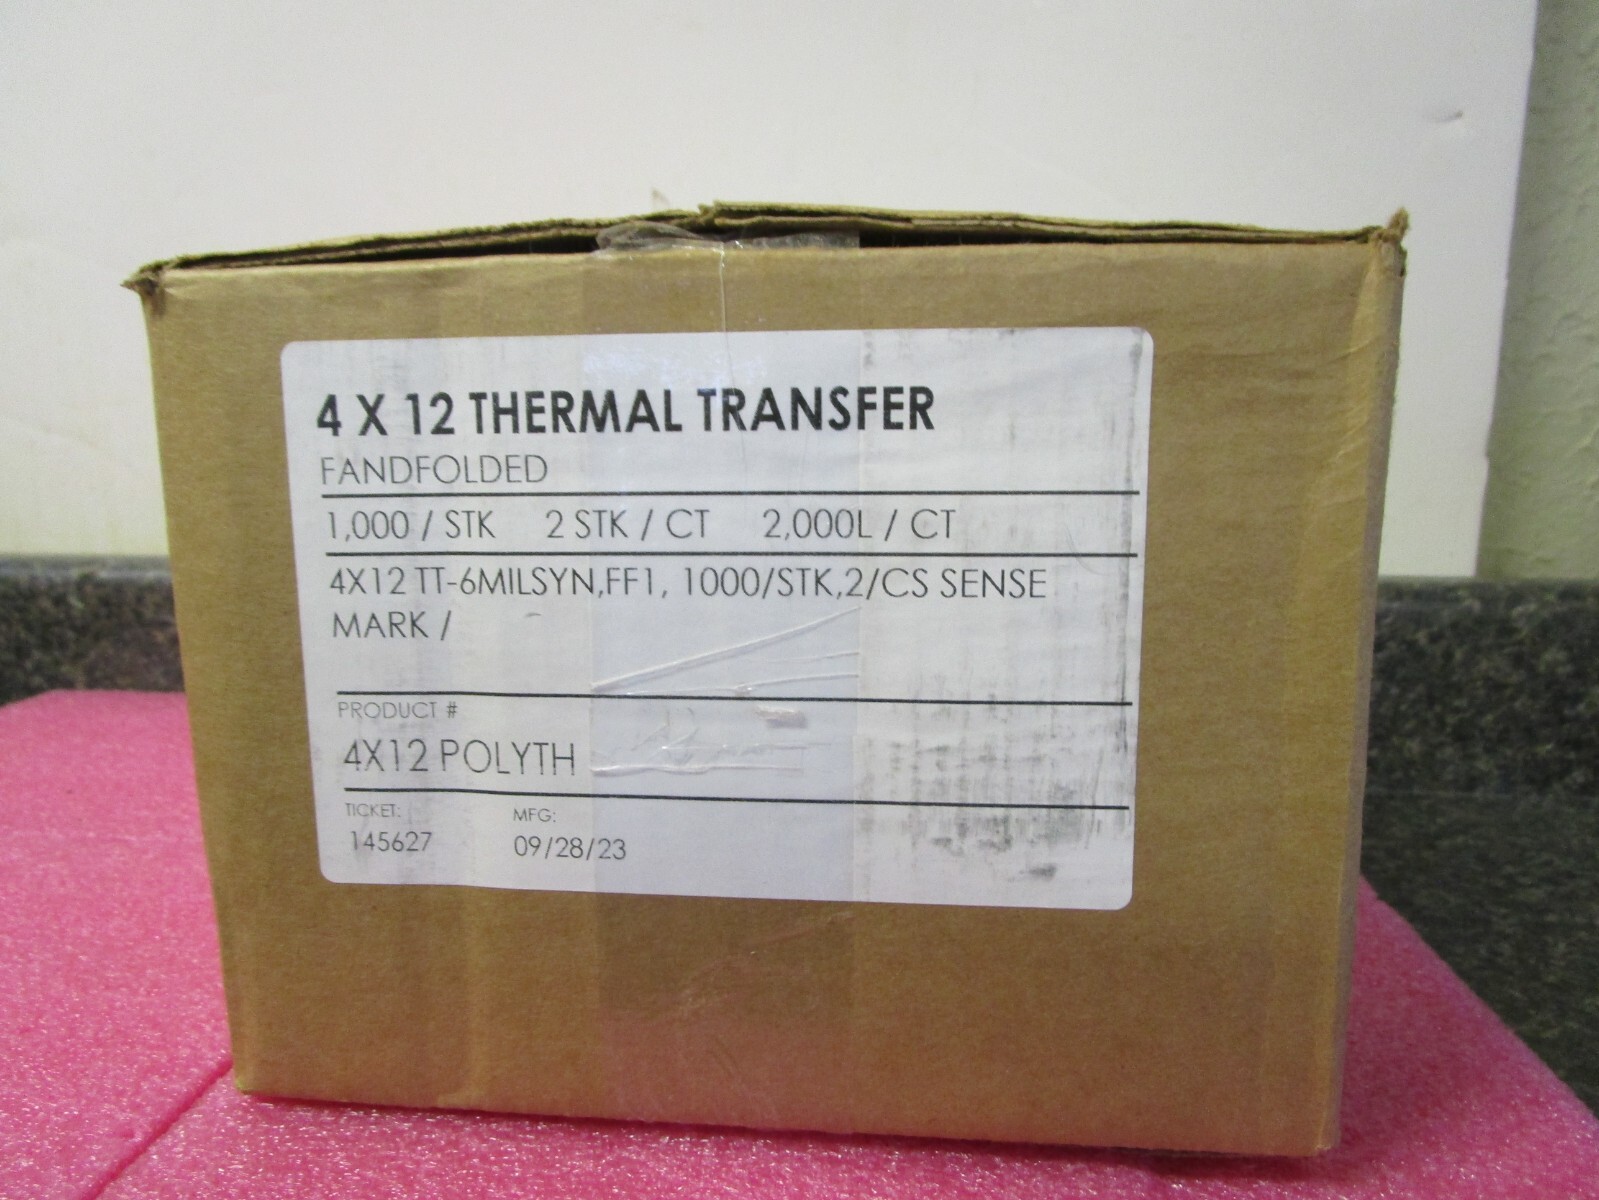 4 X 12 THERMAL TRANSFER
FANDFOLDED
1,000 / STK 2 STK / CT 2,000L / CT
4X12 TT-6MILSYN,FF1, 1000/STK,2/CS SENSE
MARK /
PRODUCT #
4X12 POLYTH
TICKET: MFG:
145627 09/28/23